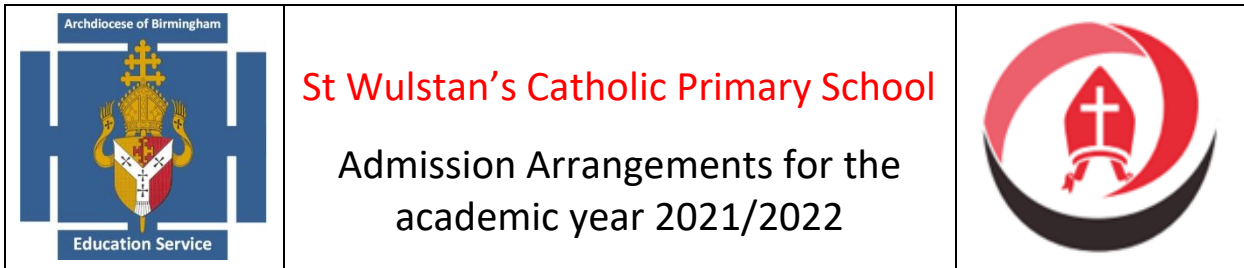 Archdiocese of Birmingham
Education Service
St Wulstan's Catholic Primary School
Admission Arrangements for the
academic year 2021/2022